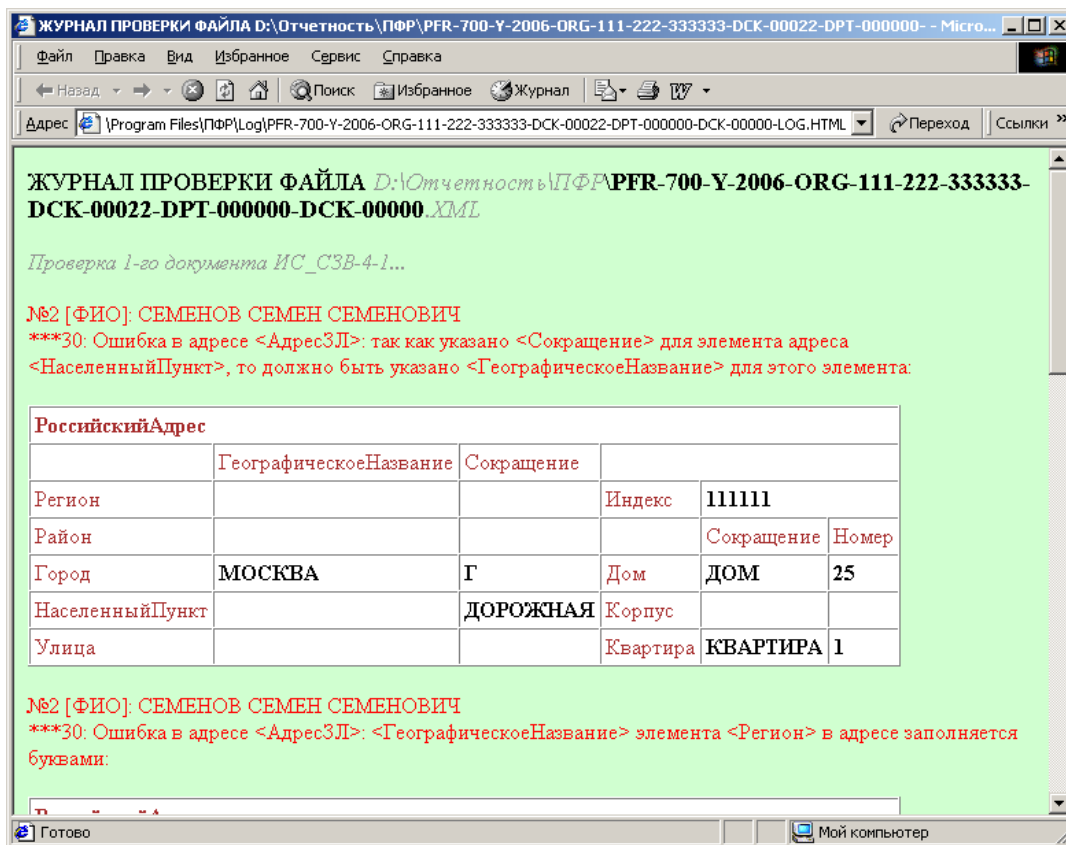 ЖУРНАЛ ПРОВЕРКИ ФАЙЛА D:\Отчетность\ПФР\PFR-700-Y-2006-ORG-111-222-333333-DCK-00022-DPT-000000- - Micro...
Файл Правка Вид Избранное Сервис Справка
Назад Поиск Избранное Журнал
Адрес \Program Files\ПФР\Log\PFR-700-Y-2006-ORG-111-222-333333-DCK-00022-DPT-000000-DCK-00000-LOG.HTML Переход Ссылки »
ЖУРНАЛ ПРОВЕРКИ ФАЙЛА D:\Отчетность\ПФР\PFR-700-Y-2006-ORG-111-222-333333-
DCK-00022-DPT-000000-DCK-00000.XML
Проверка 1-го документа ИС_СЗВ-4-1...
№2 [ФИО]: СЕМЕНОВ СЕМЕН СЕМЕНОВИЧ
***30: Ошибка в адресе <АдресЗЛ>: так как указано <Сокращение> для элемента адреса
<НаселенныйПункт>, то должно быть указано <ГеографическоеНазвание> для этого элемента:
РоссийскийАдрес
ГеографическоеНазвание Сокращение
Регион Индекс 111111
Район Сокращение Номер
Город МОСКВА Г Дом ДОМ 25
НаселенныйПункт ДОРОЖНАЯ Корпус
Улица Квартира КВАРТИРА 1
№2 [ФИО]: СЕМЕНОВ СЕМЕН СЕМЕНОВИЧ
***30: Ошибка в адресе <АдресЗЛ>: <ГеографическоеНазвание> элемента <Регион> в адресе заполняется
буквами:
Готово Мой компьютер